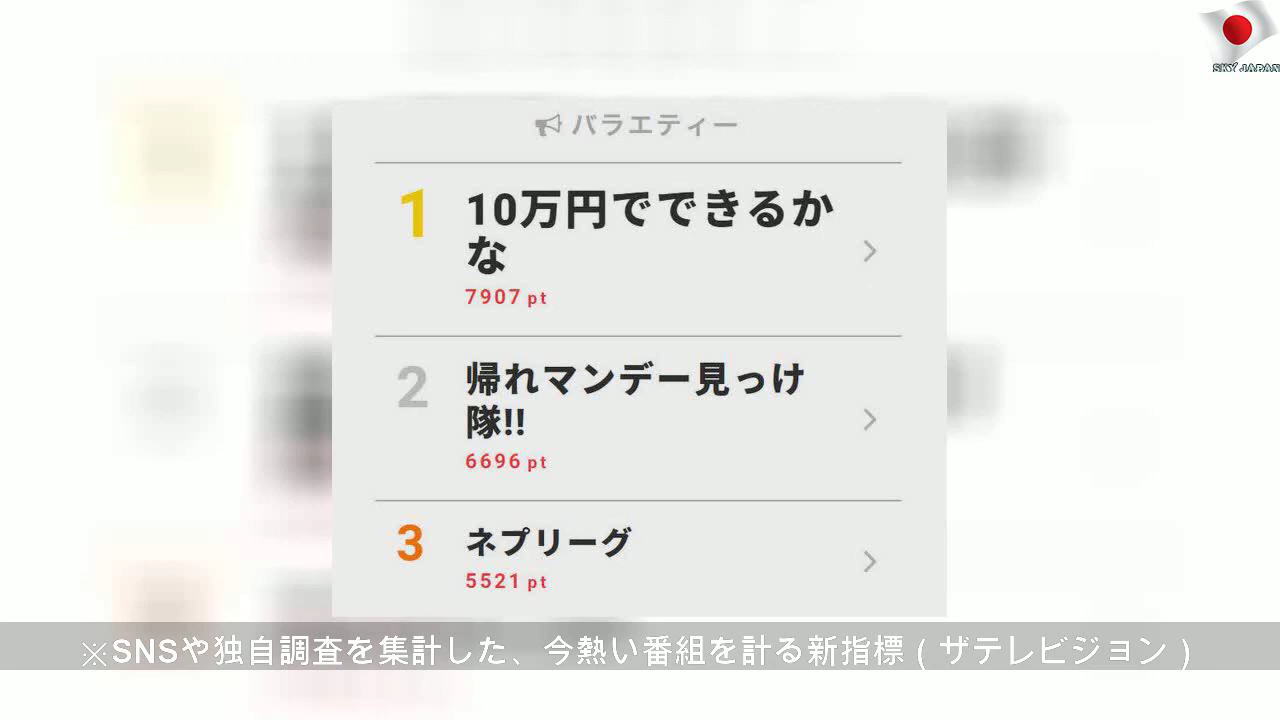 SKY JAPAN
バラエティー
1
10万円でできるか
な
7907 pt
2
帰れマンデー見っけ
隊!!
6696 pt
3
ネプリーグ
5521 pt
※SNSや独自調査を集計した、今熱い番組を計る新指標 ( ザテレビジョン )